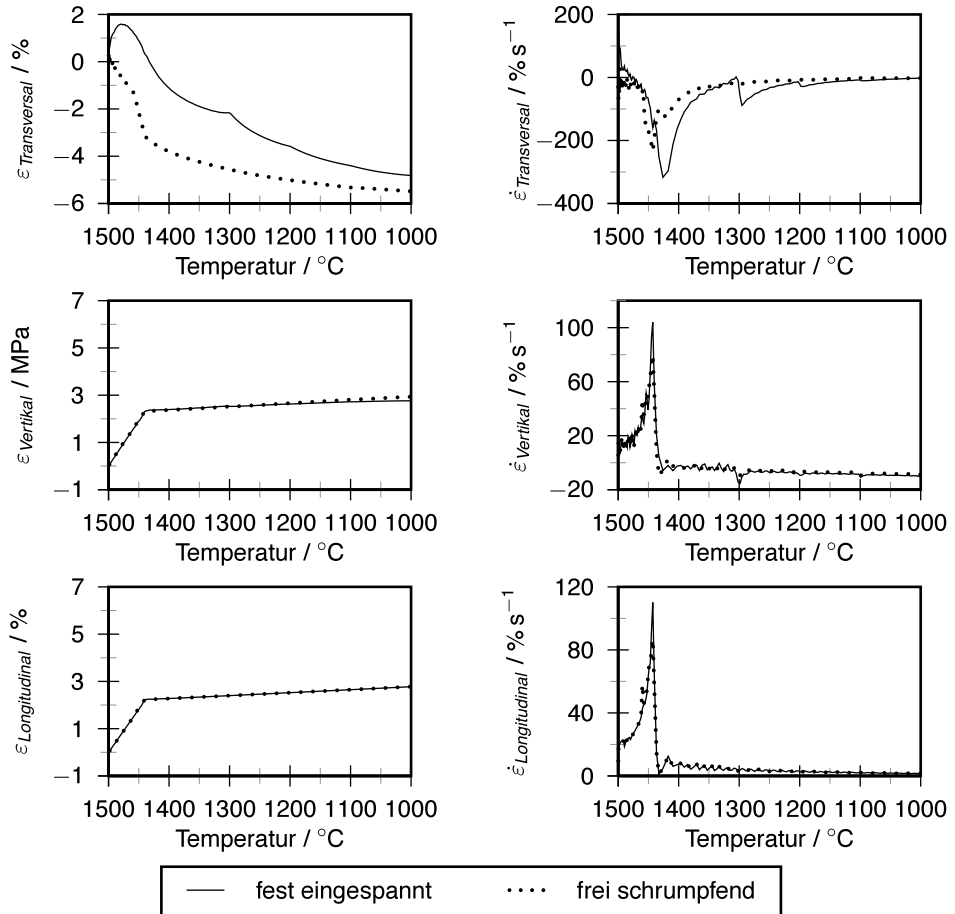 2
0
−2
−4
−6
1500 1400 1300 1200 1100 1000
Temperatur / °C
εTransversal / %
200
0
−200
−400
1500 1400 1300 1200 1100 1000
Temperatur / °C
ε̇Transversal / %s−1
7
5
3
1
−1
1500 1400 1300 1200 1100 1000
Temperatur / °C
εVertikal / MPa
100
60
20
−20
1500 1400 1300 1200 1100 1000
Temperatur / °C
ε̇Vertikal / %s−1
7
5
3
1
−1
1500 1400 1300 1200 1100 1000
Temperatur / °C
εLongitudinal / %
120
80
40
0
1500 1400 1300 1200 1100 1000
Temperatur / °C
ε̇Longitudinal / %s−1
fest eingespannt
frei schrumpfend